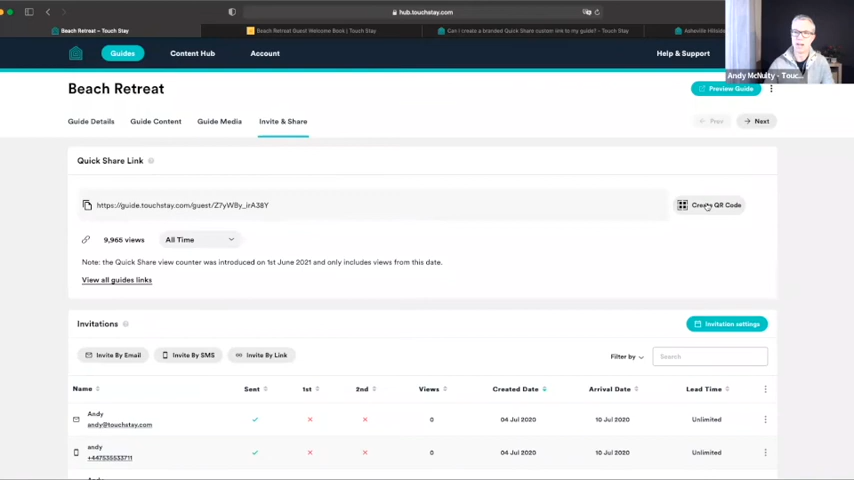 hub.touchstay.com
Beach Retreat – Touch Stay
Beach Retreat Guest Welcome Book | Touch Stay
Can I create a branded Quick Share custom link to my guide? – Touch Stay
Asheville Hillside
Guides
Content Hub
Account
Help & Support
Andy McNulty - Touc...
Beach Retreat
Preview Guide
Guide Details
Guide Content
Guide Media
Invite & Share
Prev
Next
Quick Share Link
https://guide.touchstay.com/guest/Z7yWBy_irA38Y
Create QR Code
9,965 views
All Time
Note: the Quick Share view counter was introduced on 1st June 2021 and only includes views from this date.
View all guides links
Invitations
Invitation settings
Invite By Email
Invite By SMS
Invite By Link
Filter by
Search
Name Sent 1st 2nd Views Created Date Arrival Date Lead Time
Andy
andy@touchstay.com
0 04 Jul 2020 10 Jul 2020 Unlimited
andy
+447535533711
0 04 Jul 2020 10 Jul 2020 Unlimited